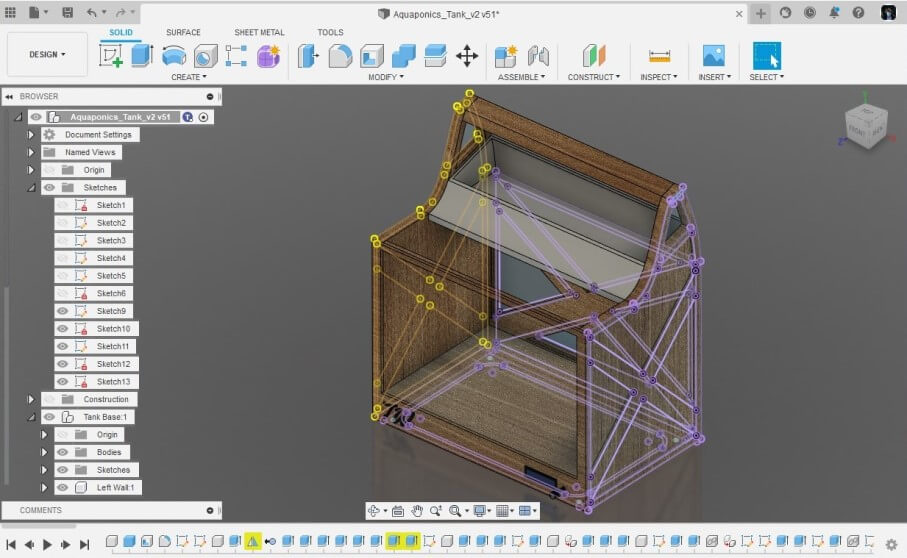 Aquaponics_Tank_v2 v51*
DESIGN
SOLID SURFACE SHEET METAL TOOLS
CREATE MODIFY ASSEMBLE CONSTRUCT INSPECT INSERT SELECT
BROWSER
Aquaponics_Tank_v2 v51
Document Settings
Named Views
Origin
Sketches
Sketch1
Sketch2
Sketch3
Sketch4
Sketch5
Sketch6
Sketch9
Sketch10
Sketch11
Sketch12
Sketch13
Construction
Tank Base:1
Origin
Bodies
Sketches
Left Wall:1
COMMENTS
TOP
FRONT